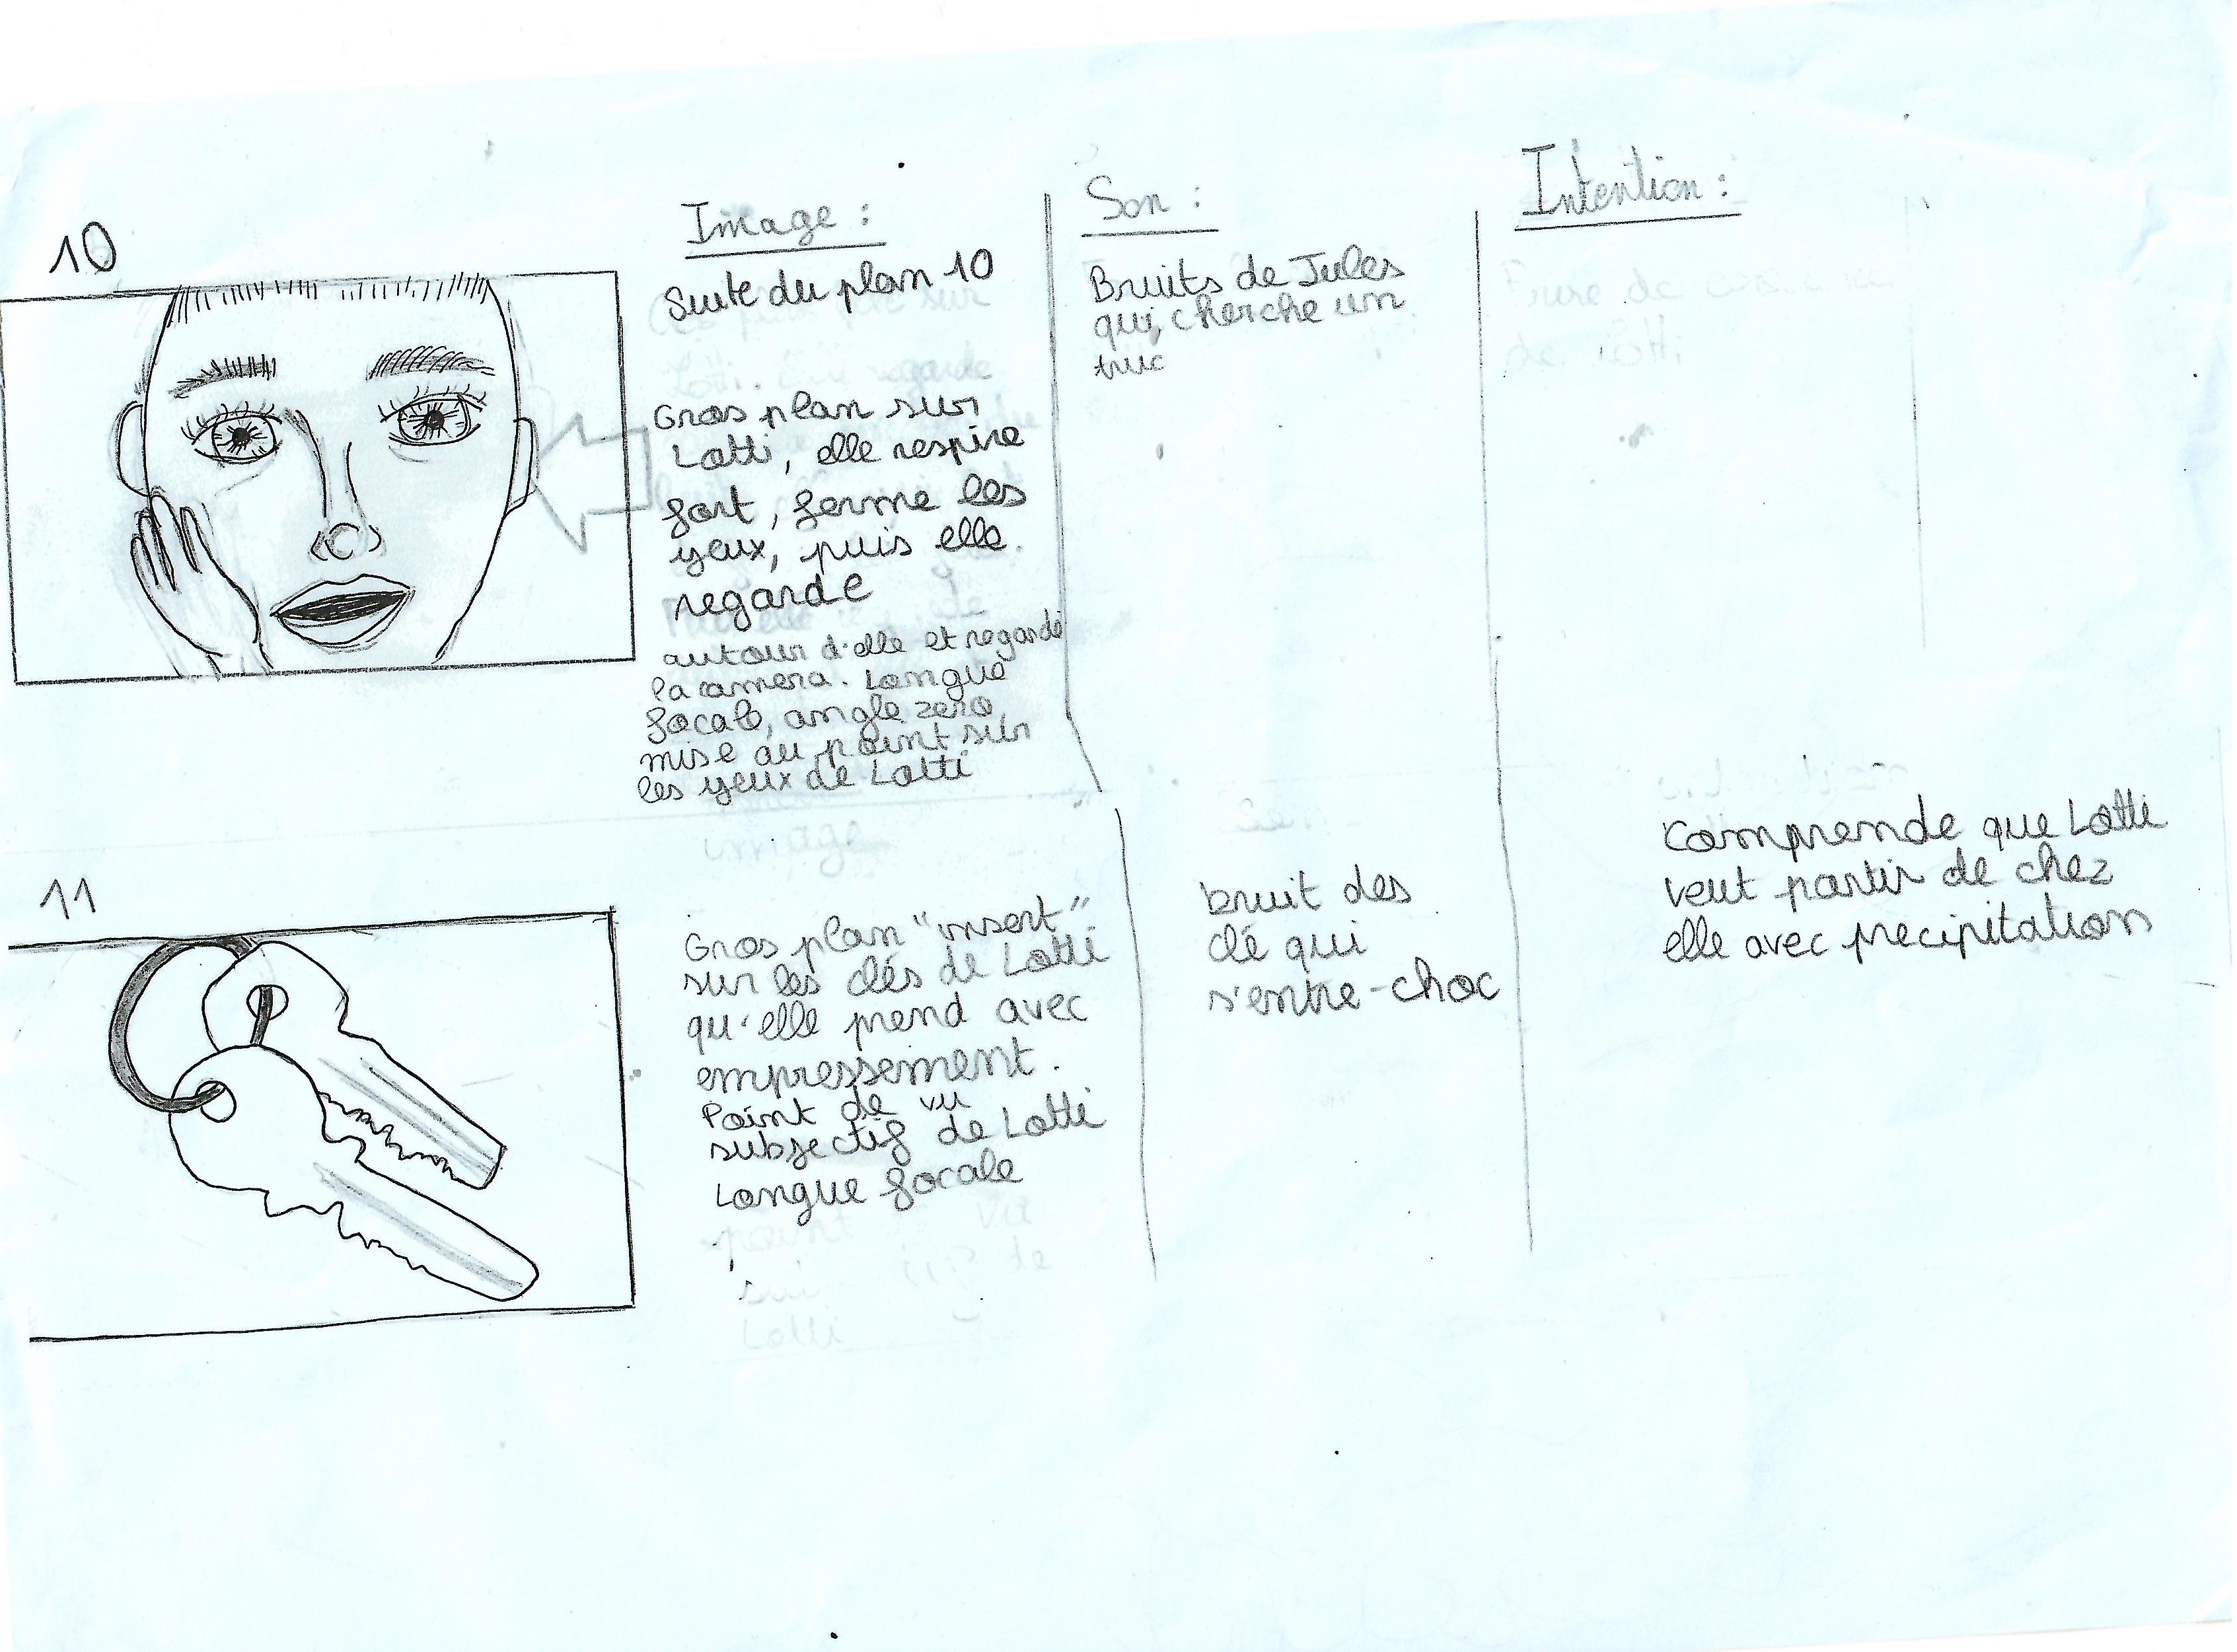 10
Image :
Suite du plan 10
Gros plan sur
Lotti, elle respire
fort, ferme les
yeux, puis elle
regarde
autour d'elle et regarde
la camera. Longue
focale, angle zero,
mise au point sur
les yeux de Lotti
Son :
Bruits de Jules
qui cherche un
truc
Intention :
11
Gros plan "insert"
sur les clés de Lotti
qu'elle prend avec
empressement.
Point de vu
subjectif de Lotti
Longue focale
bruit des
clé qui
s'entre-choc
Comprende que Lotti
veut partir de chez
elle avec precipitation